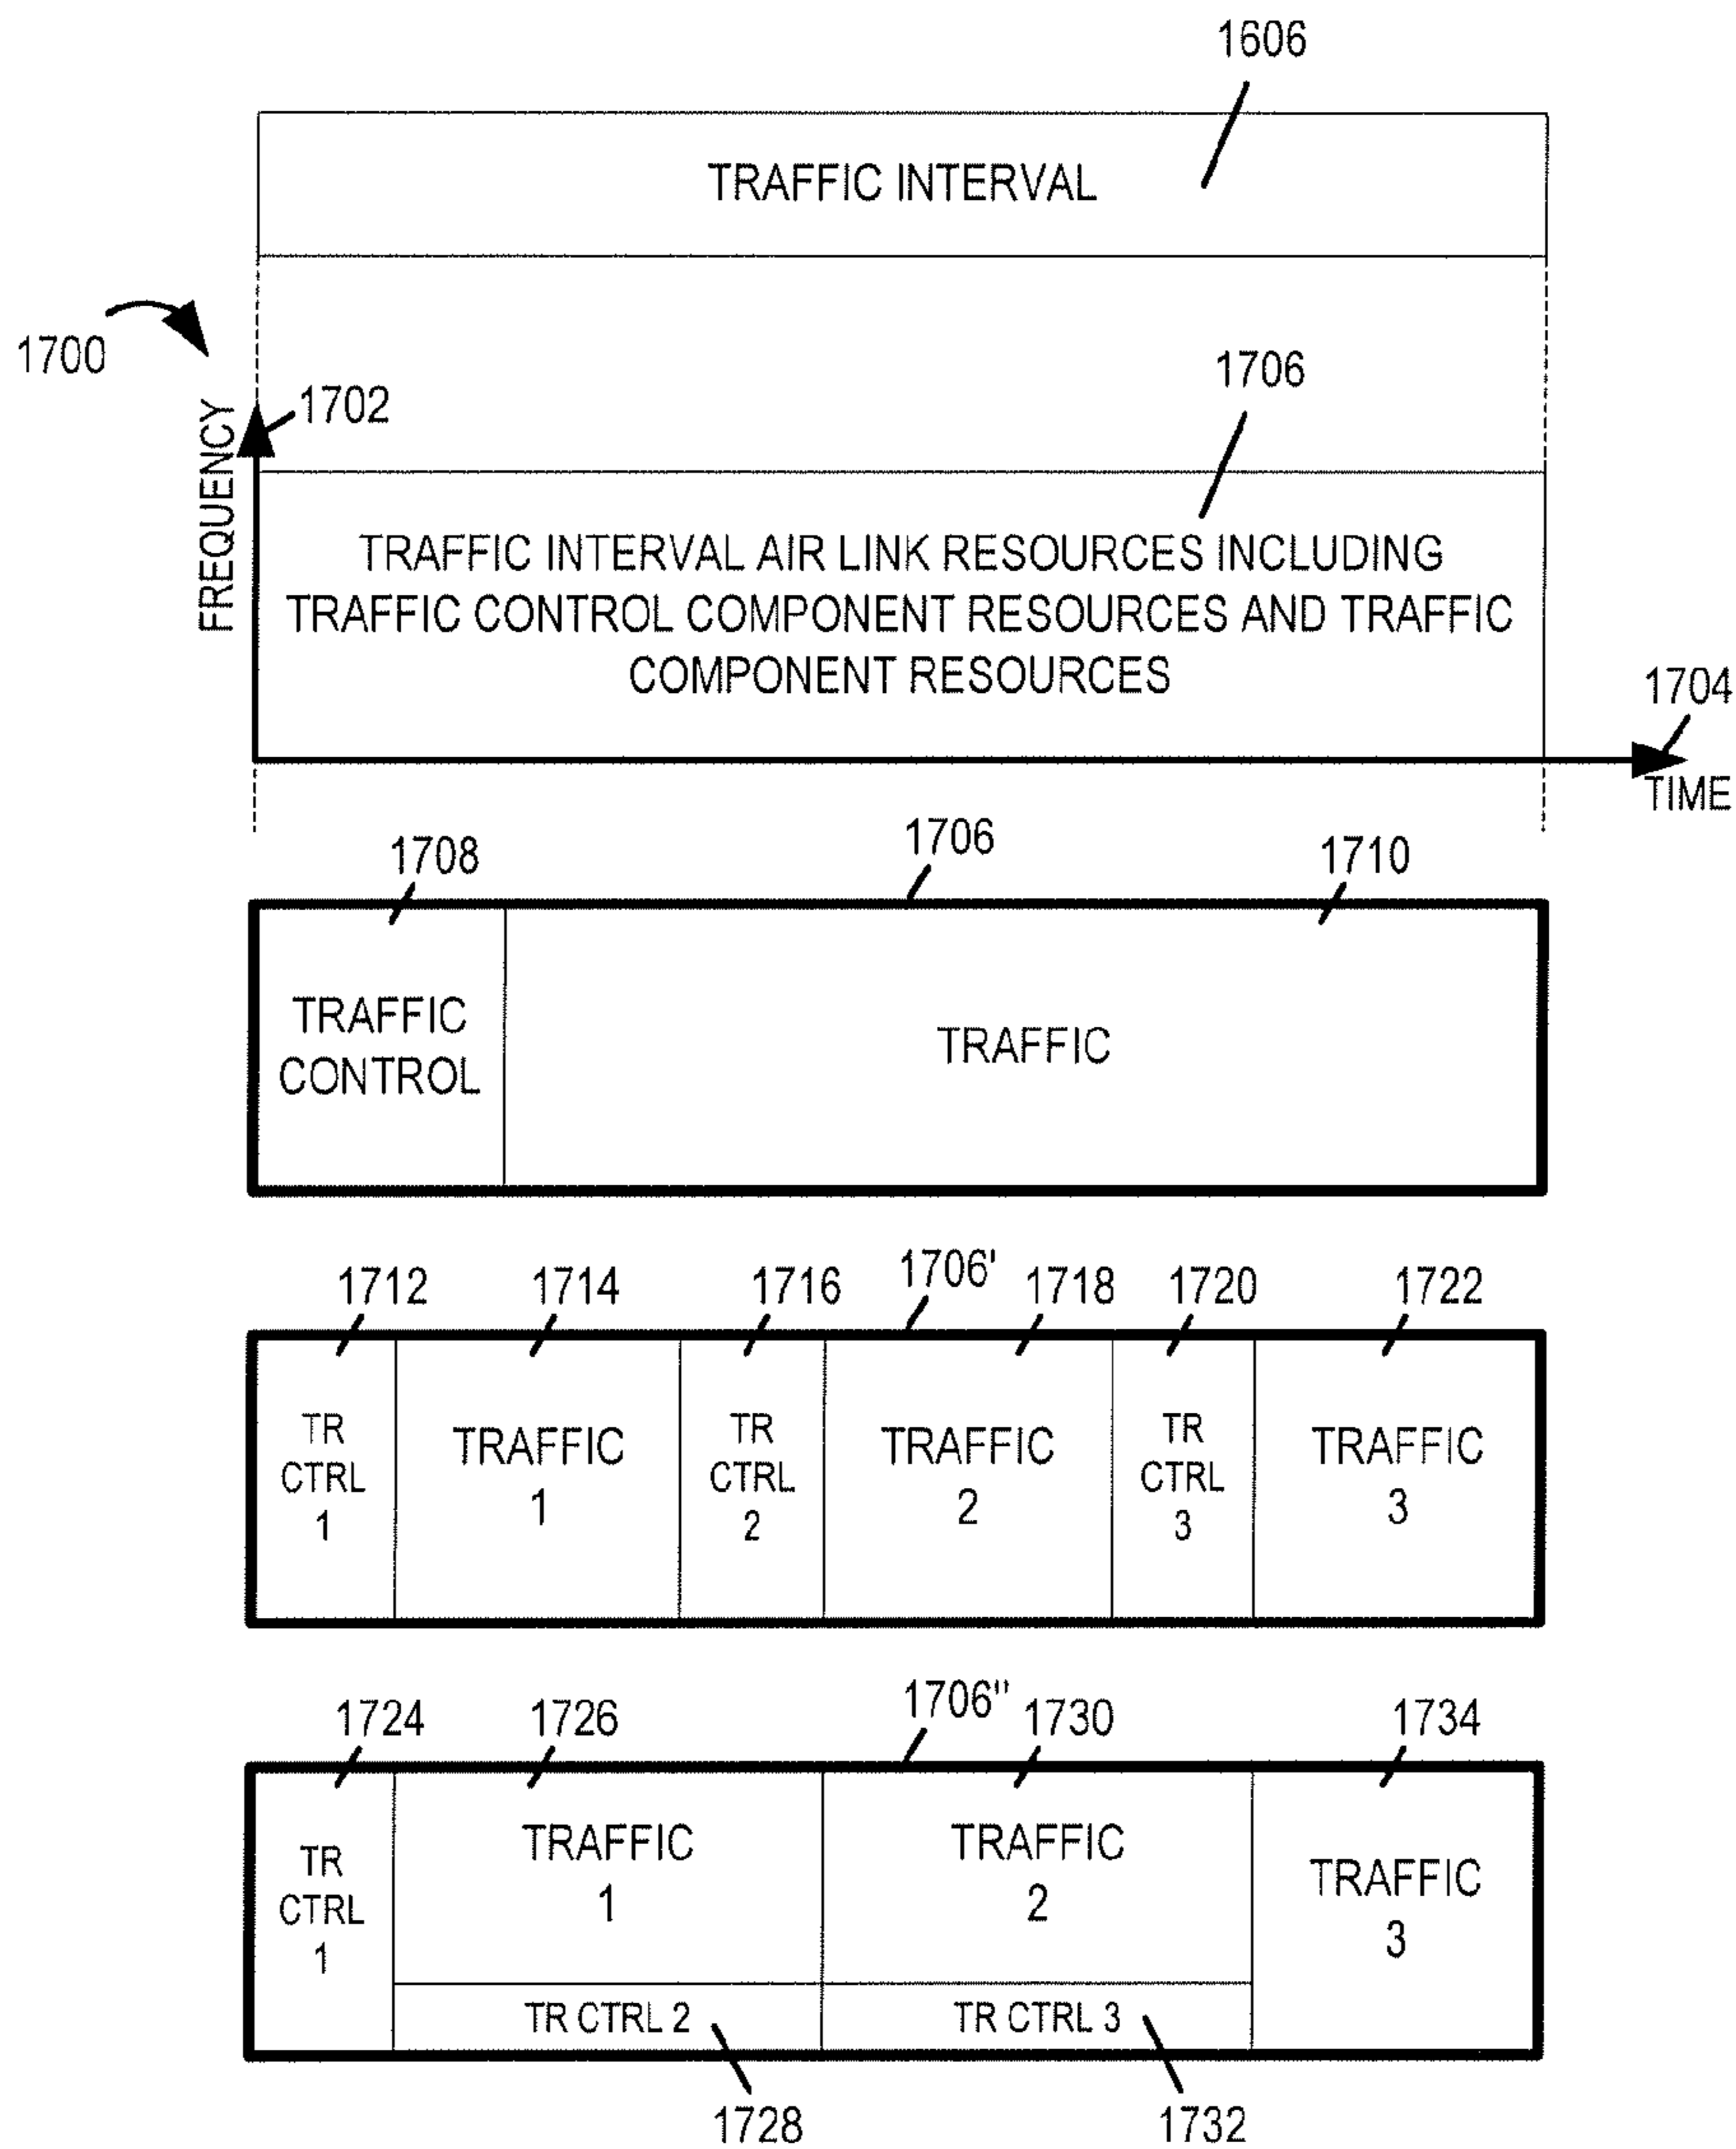 1606
TRAFFIC INTERVAL
1700
1702
1706
FREQUENCY
TRAFFIC INTERVAL AIR LINK RESOURCES INCLUDING
TRAFFIC CONTROL COMPONENT RESOURCES AND TRAFFIC
COMPONENT RESOURCES
1704
TIME
1708
1706
1710
TRAFFIC
CONTROL
TRAFFIC
1712
1714
1716
1706'
1718
1720
1722
TR
CTRL
1
TRAFFIC
1
TR
CTRL
2
TRAFFIC
2
TR
CTRL
3
TRAFFIC
3
1724
1726
1706"
1730
1734
TR
CTRL
1
TRAFFIC
1
TRAFFIC
2
TRAFFIC
3
TR CTRL 2
TR CTRL 3
1728
1732